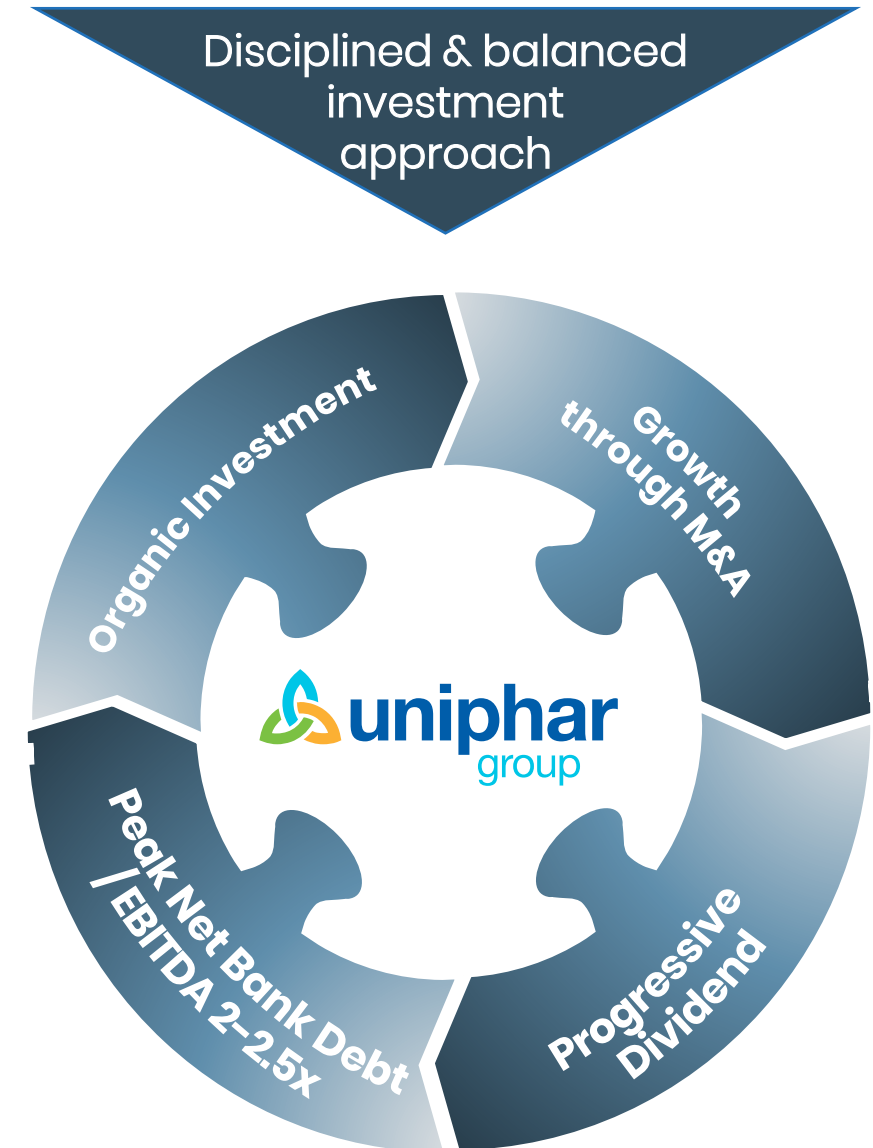 Disciplined & balanced
investment
approach
Organic Investment
Growth
through M&A
uniphar
group
Peak Net Bank Debt
/EBITDA 2–2.5x
Progressive
Dividend